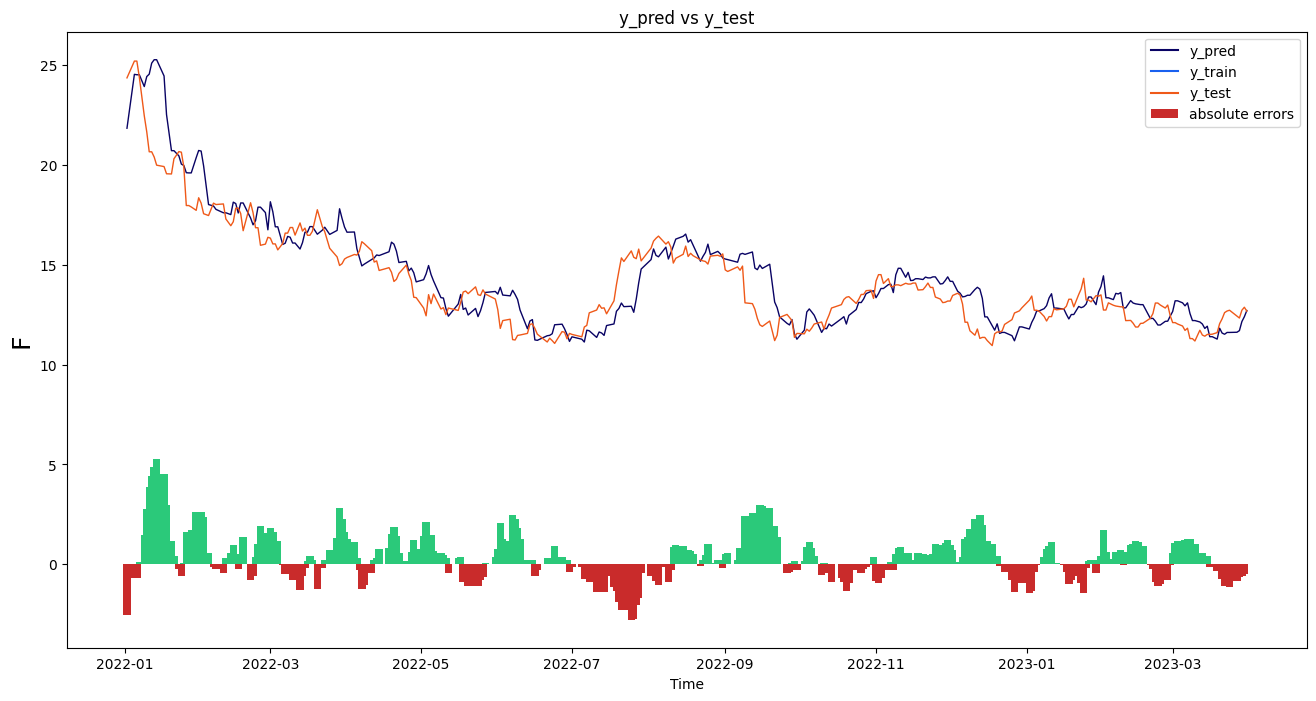 y_pred vs y_test
y_pred
y_train
y_test
absolute errors
25
20
15
10
5
0
F
2022-01 2022-03 2022-05 2022-07 2022-09 2022-11 2023-01 2023-03
Time